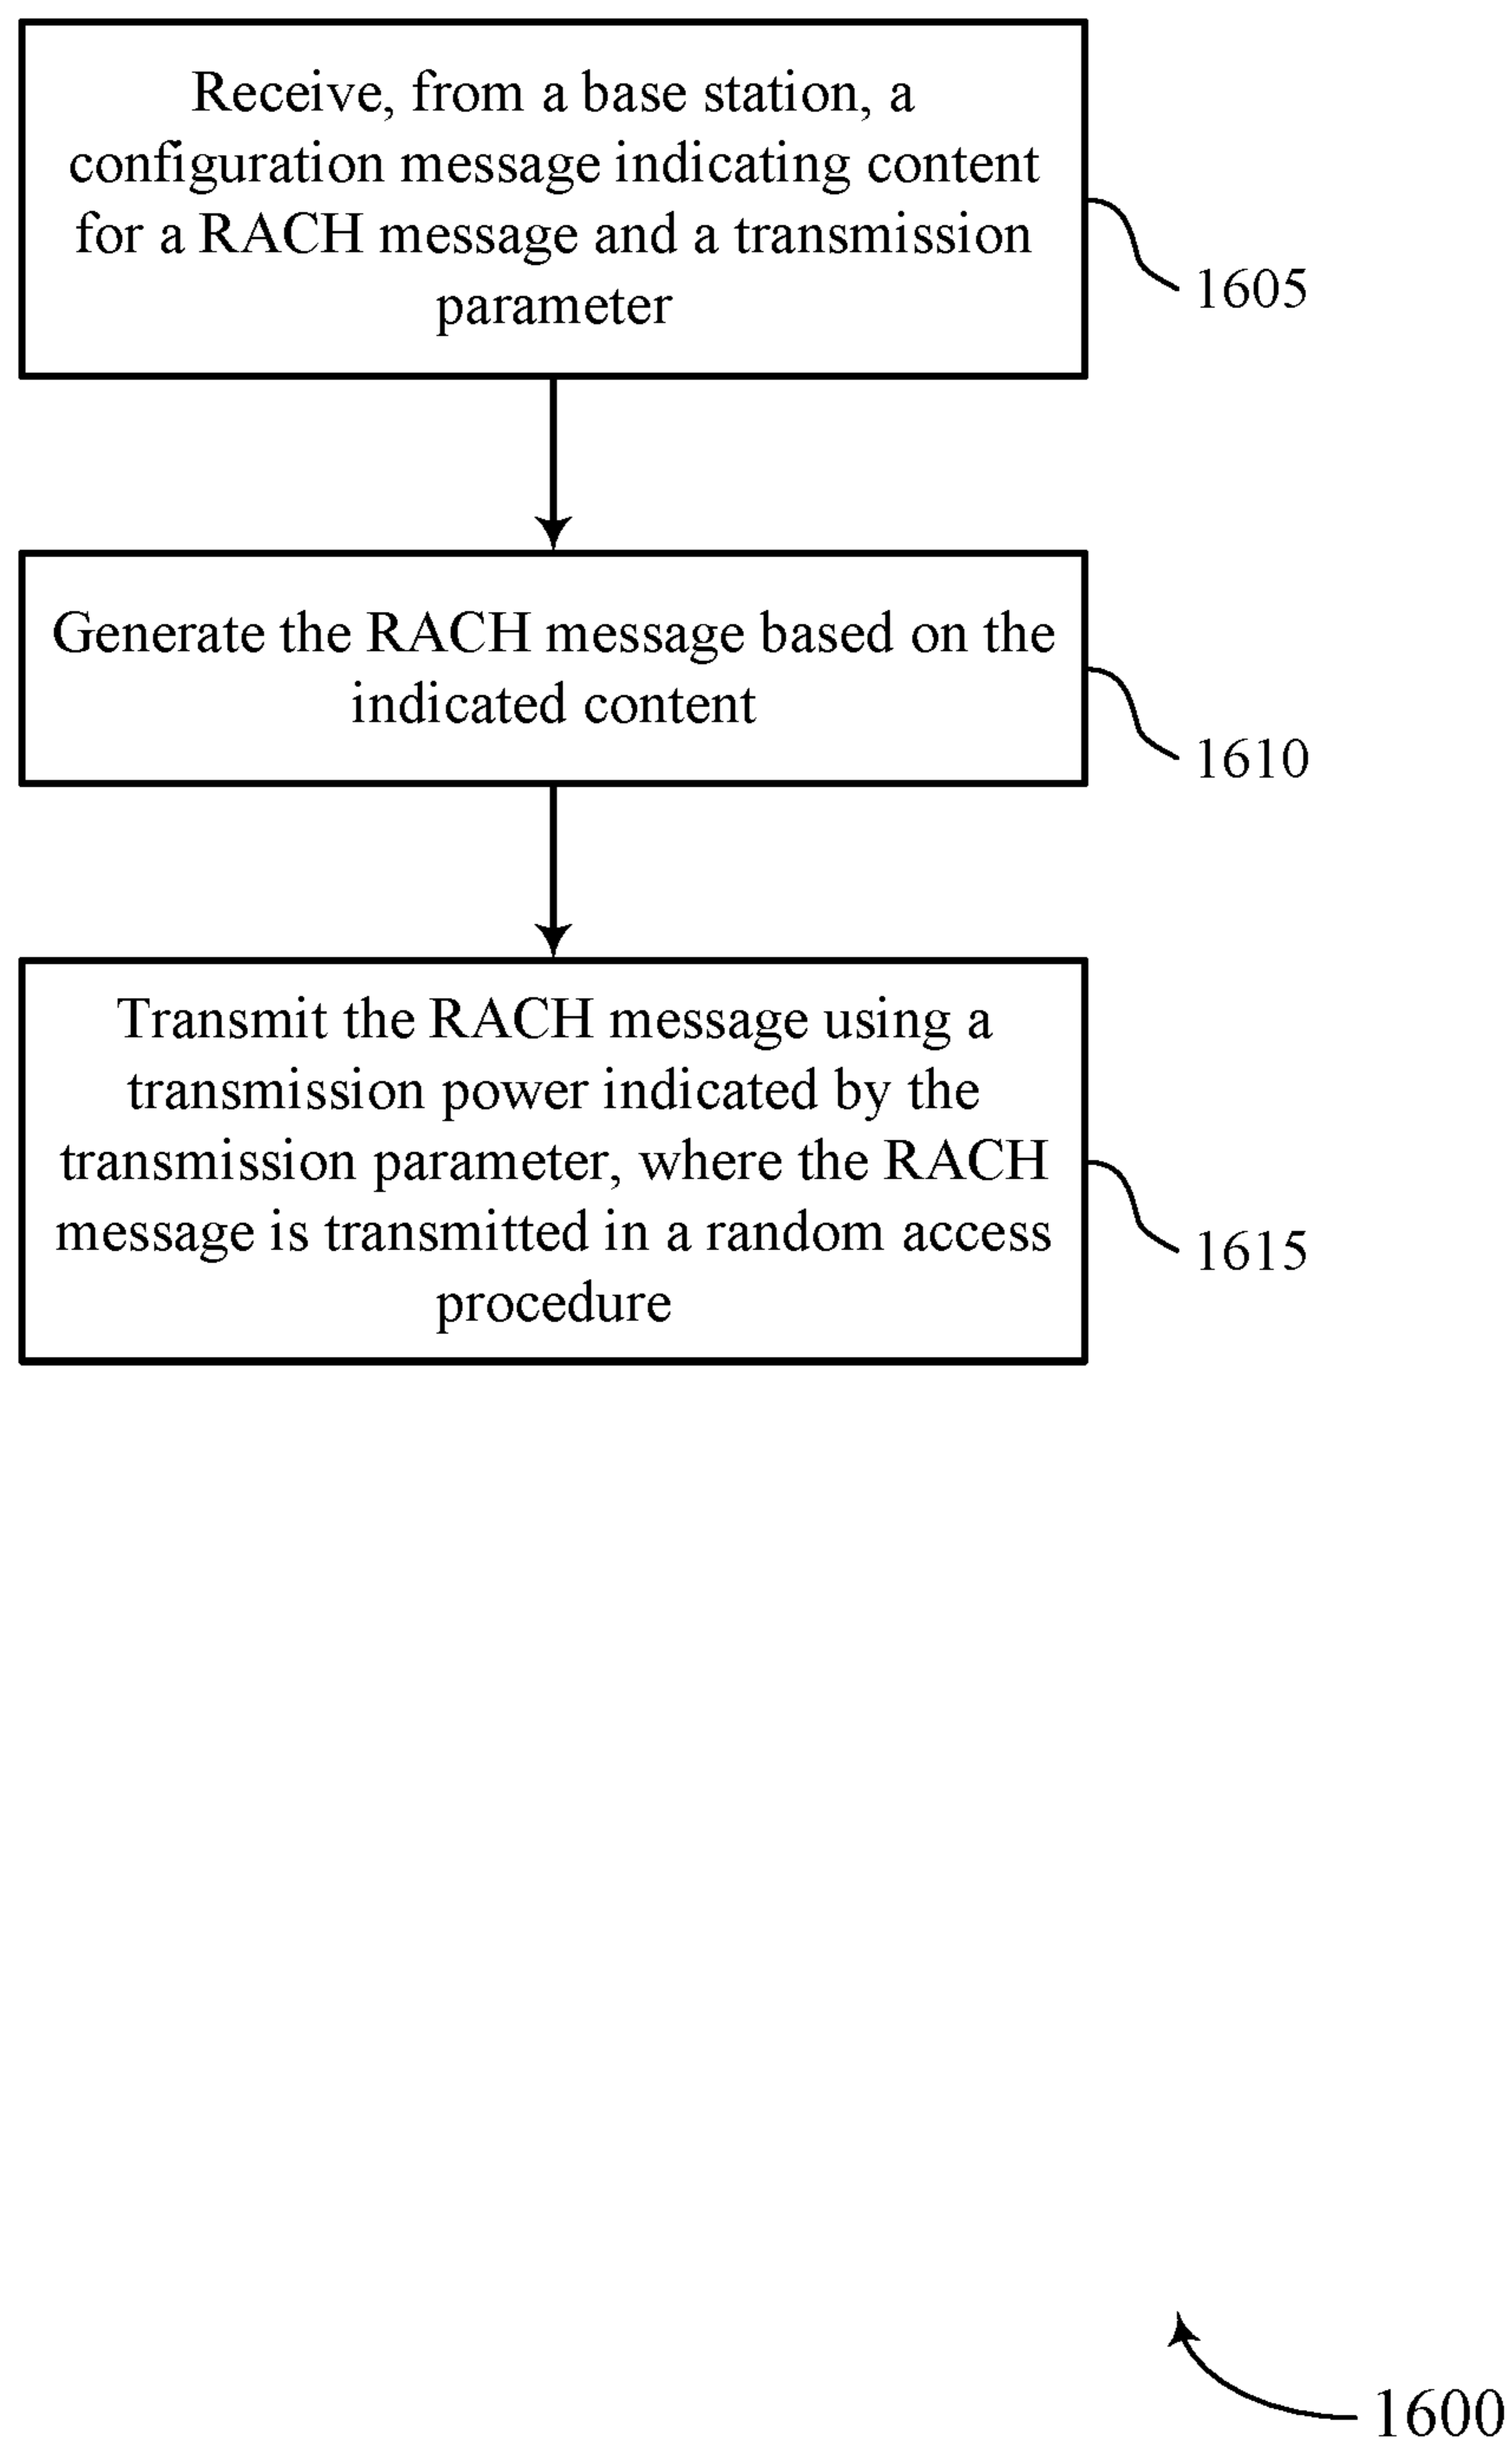 Receive, from a base station, a
configuration message indicating content
for a RACH message and a transmission
parameter
1605
Generate the RACH message based on the
indicated content
1610
Transmit the RACH message using a
transmission power indicated by the
transmission parameter, where the RACH
message is transmitted in a random access
procedure
1615
1600